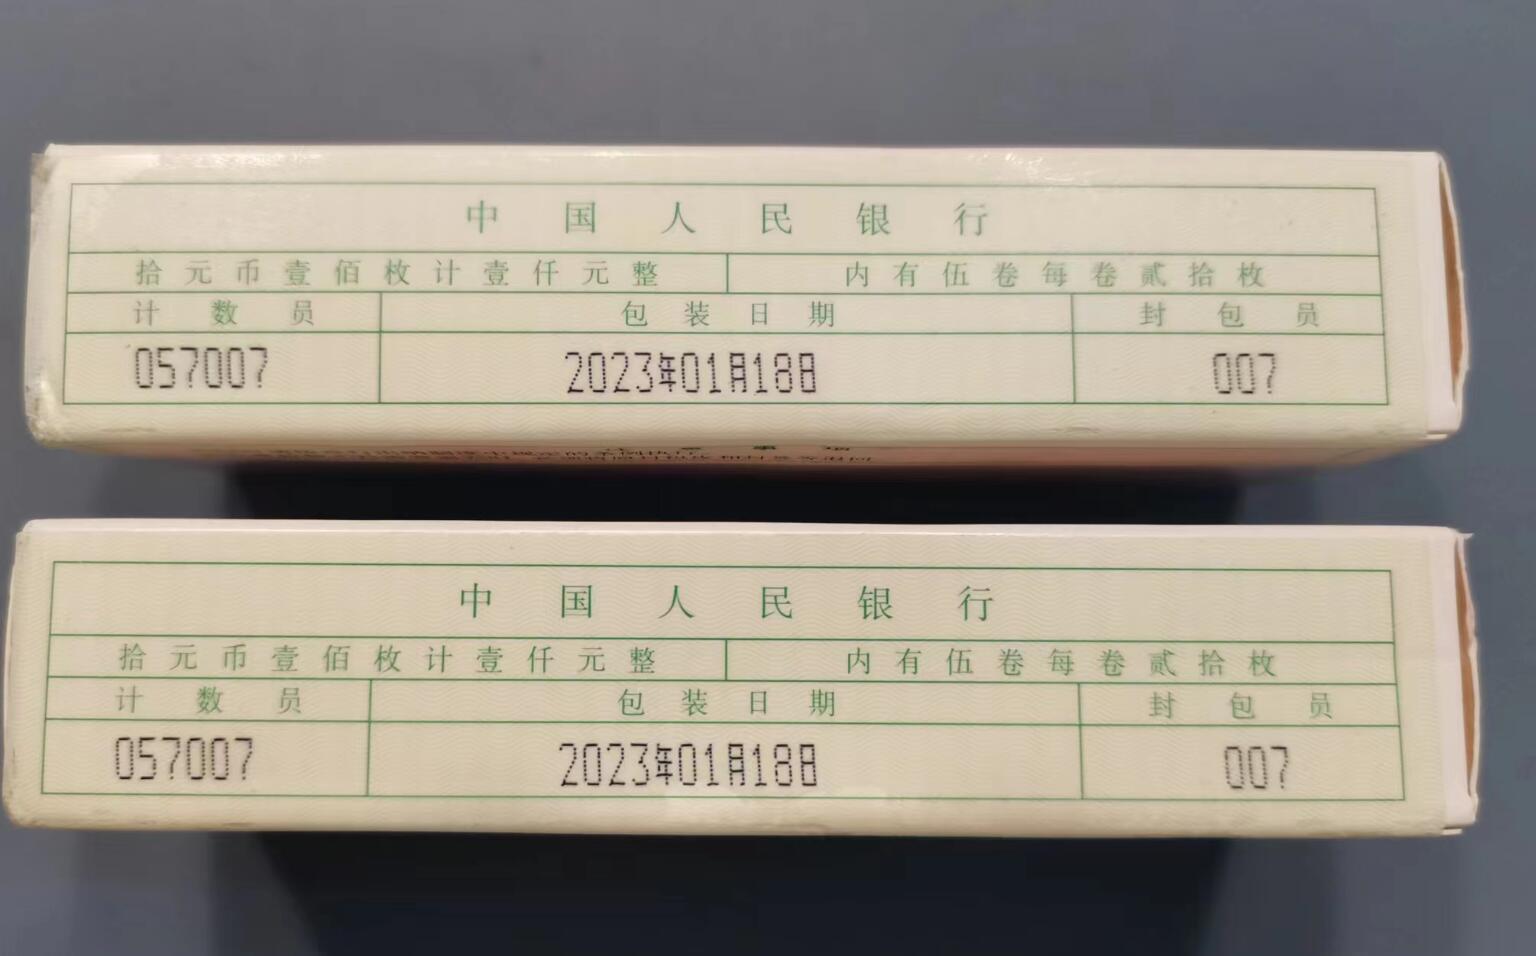 中国人民银行
拾元币壹佰枚计壹仟元整 内有伍卷每卷贰拾枚
计数员 包装日期 封包员
057007 2023年01月18日 007
中国人民银行
拾元币壹佰枚计壹仟元整 内有伍卷每卷贰拾枚
计数员 包装日期 封包员
057007 2023年01月18日 007